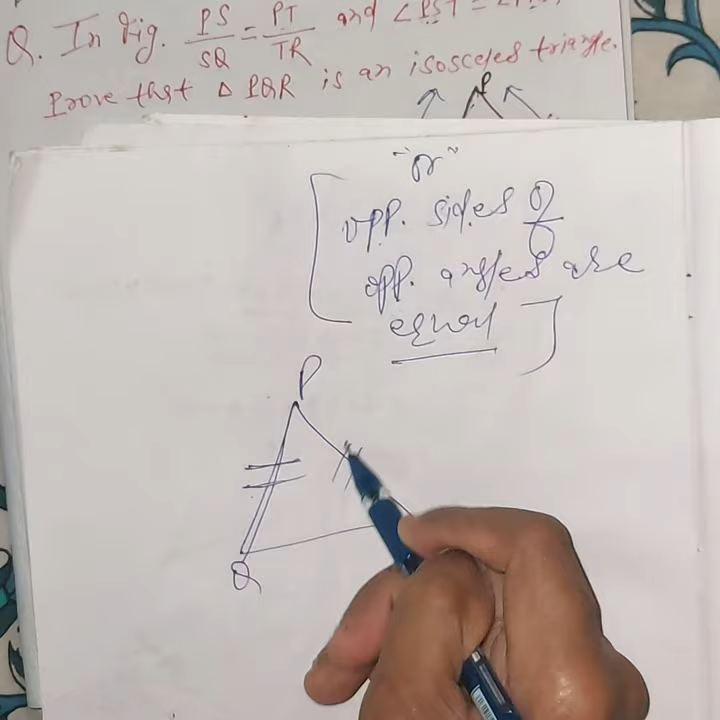 Q. In Fig. PS/SQ = PT/TR and ∠PST =
Prove that Δ PQR is an isosceles triangle.
P
"Or"
[opp. sides of
opp. angles are
equal]
P
Q